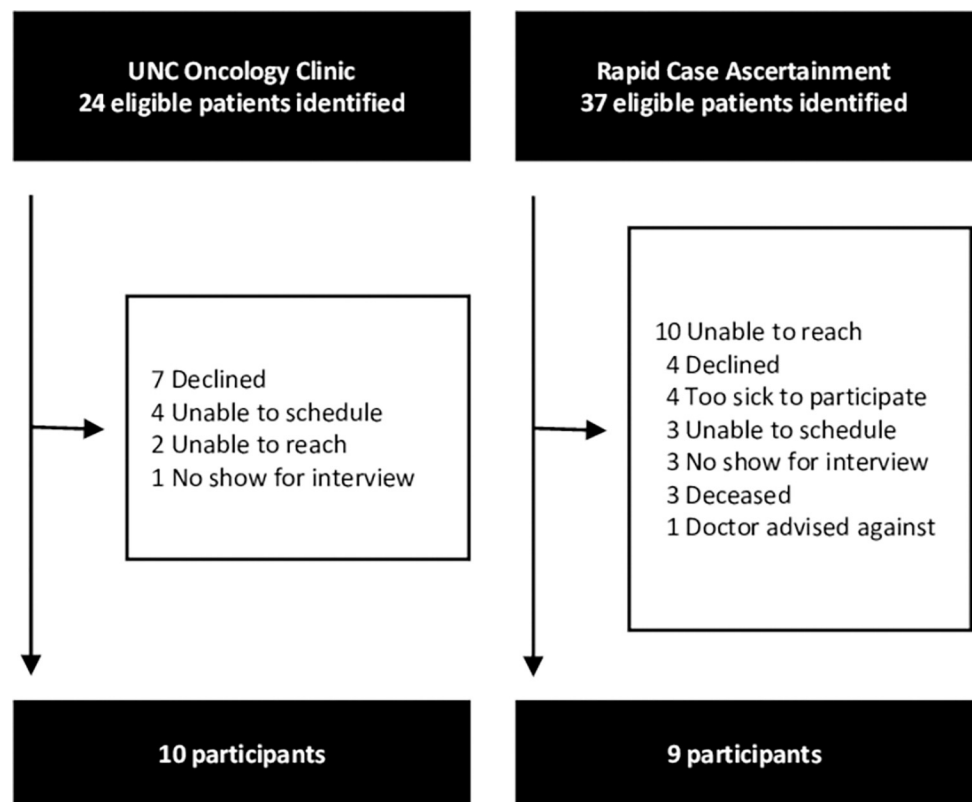 UNC Oncology Clinic
24 eligible patients identified
Rapid Case Ascertainment
37 eligible patients identified
7 Declined
4 Unable to schedule
2 Unable to reach
1 No show for interview
10 Unable to reach
4 Declined
4 Too sick to participate
3 Unable to schedule
3 No show for interview
3 Deceased
1 Doctor advised against
10 participants
9 participants